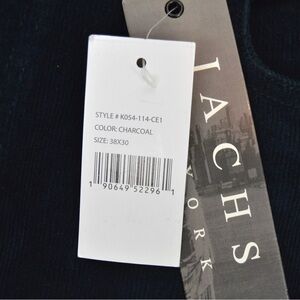 STYLE # K054-114-CE1
COLOR: CHARCOAL
SIZE: 38X30
1 90649 52296 1
IACHS
YORK